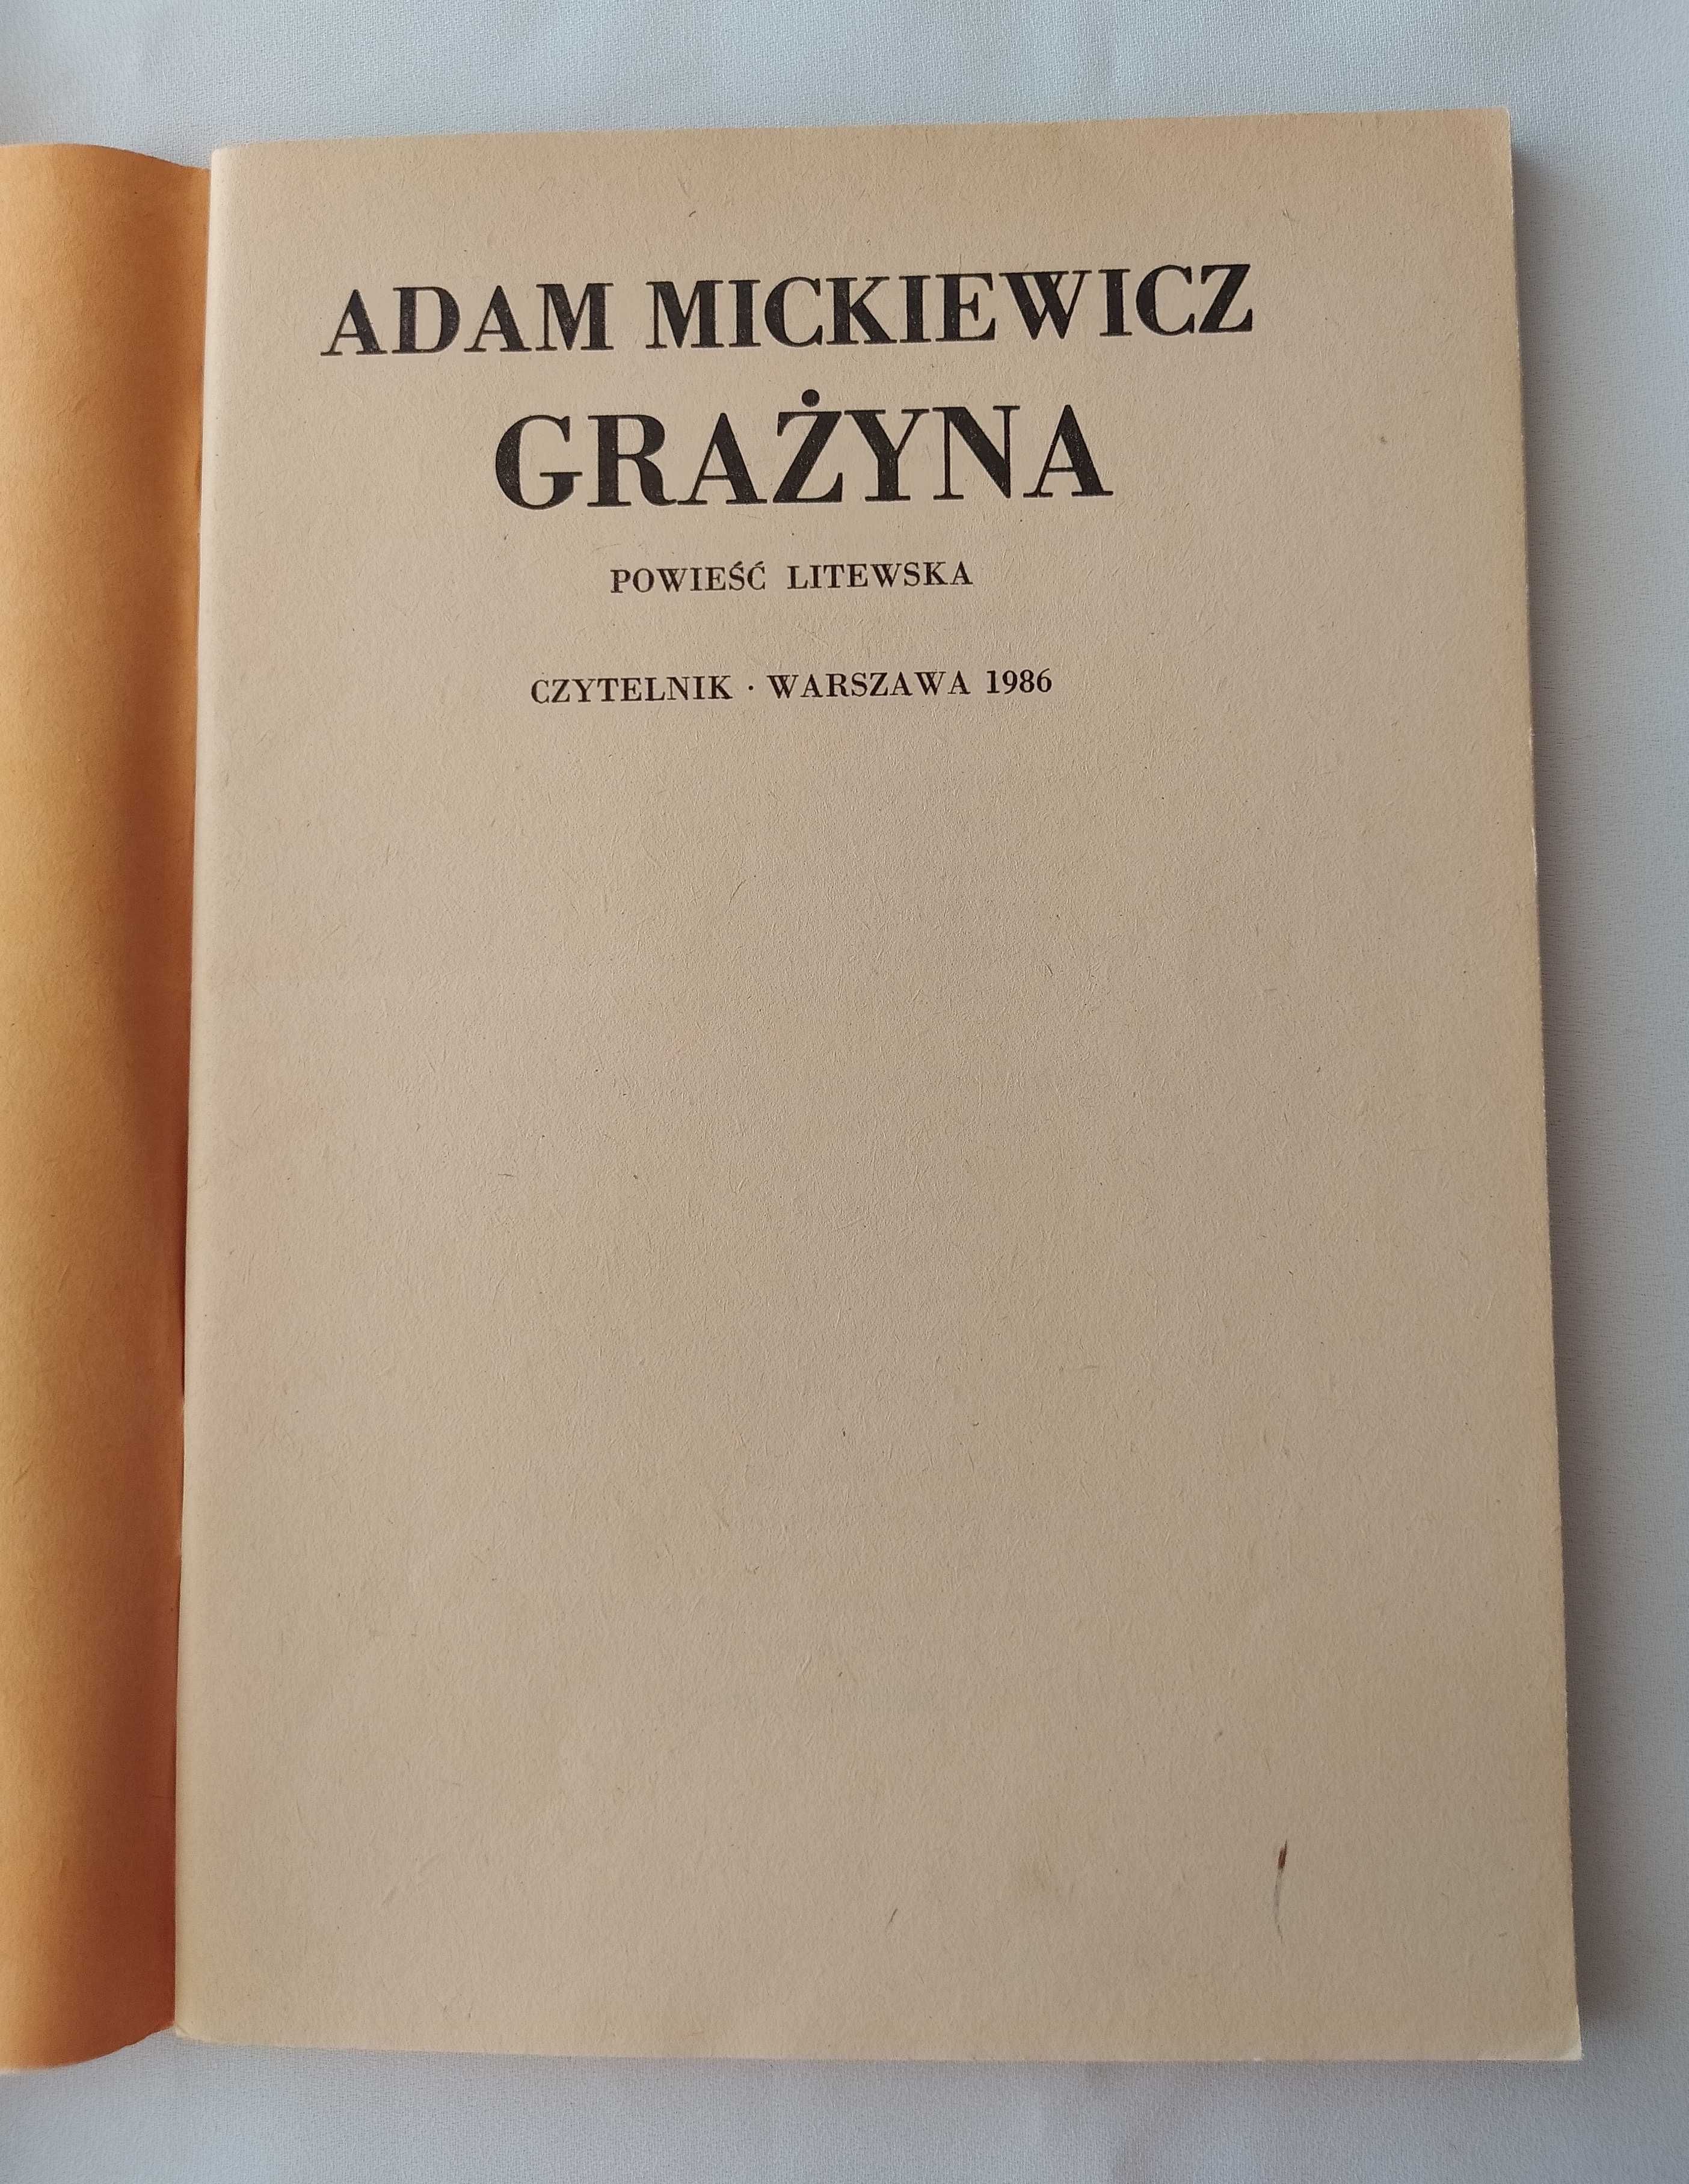 ADAM MICKIEWICZ
GRAŻYNA
POWIEŚĆ LITEWSKA
CZYTELNIK · WARSZAWA 1986